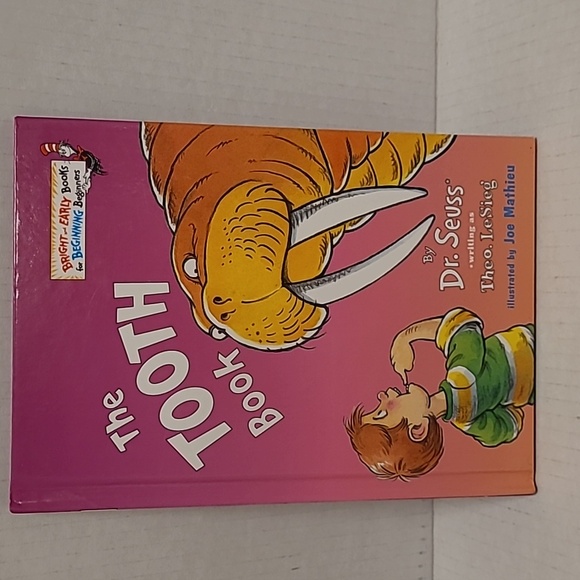 BRIGHT and EARLY BOOKS
for BEGINNING Beginners
The
TOOTH
Book
By
Dr. Seuss
writing as
Theo. LeSieg
illustrated by Joe Mathieu